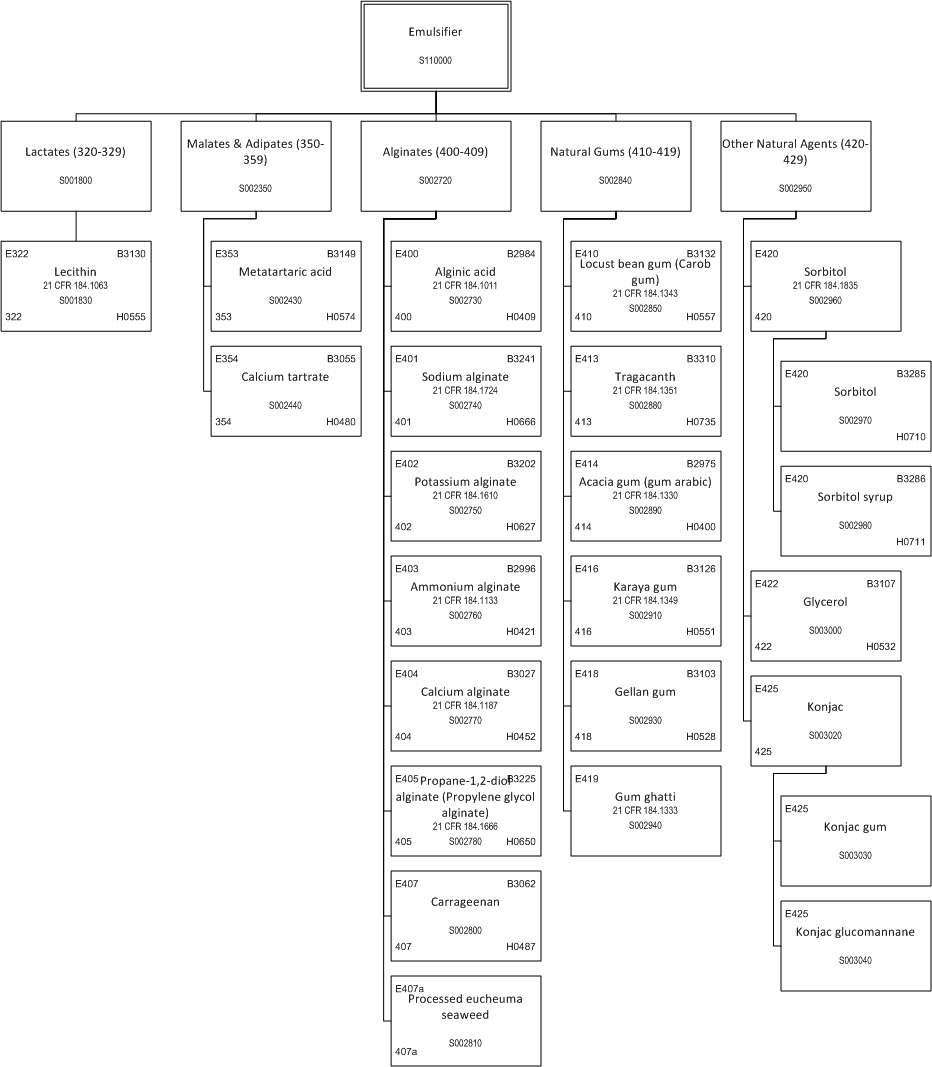 Emulsifier
S110000
Lactates (320-329)
S001800
Malates & Adipates (350-
359)
S002350
Alginates (400-409)
S002720
Natural Gums (410-419)
S002840
Other Natural Agents (420-
429)
S002950
E322 B3130
Lecithin
21 CFR 184.1063
S001830
322 H0555
E353 B3149
Metatartaric acid
S002430
353 H0574
E354 B3055
Calcium tartrate
S002440
354 H0480
E400 B2984
Alginic acid
21 CFR 184.1011
S002730
400 H0409
E401 B3241
Sodium alginate
21 CFR 184.1724
S002740
401 H0666
E402 B3202
Potassium alginate
21 CFR 184.1610
S002750
402 H0627
E403 B2996
Ammonium alginate
21 CFR 184.1133
S002760
403 H0421
E404 B3027
Calcium alginate
21 CFR 184.1187
S002770
404 H0452
E405 Propane-1,2-diol B3225
alginate (Propylene glycol
alginate)
21 CFR 184.1666
405 S002780 H0650
E407 B3062
Carrageenan
S002800
407 H0487
E407a
Processed eucheuma
seaweed
S002810
407a
E410 B3132
Locust bean gum (Carob
gum)
21 CFR 184.1343
S002850
410 H0557
E413 B3310
Tragacanth
21 CFR 184.1351
S002880
413 H0735
E414 B2975
Acacia gum (gum arabic)
21 CFR 184.1330
S002890
414 H0400
E416 B3126
Karaya gum
21 CFR 184.1349
S002910
416 H0551
E418 B3103
Gellan gum
S002930
418 H0528
E419
Gum ghatti
21 CFR 184.1333
S002940
E420
Sorbitol
21 CFR 184.1835
S002960
420
E420 B3285
Sorbitol
S002970
H0710
E420 B3286
Sorbitol syrup
S002980
H0711
E422 B3107
Glycerol
S003000
422 H0532
E425
Konjac
S003020
425
E425
Konjac gum
S003030
E425
Konjac glucomannane
S003040